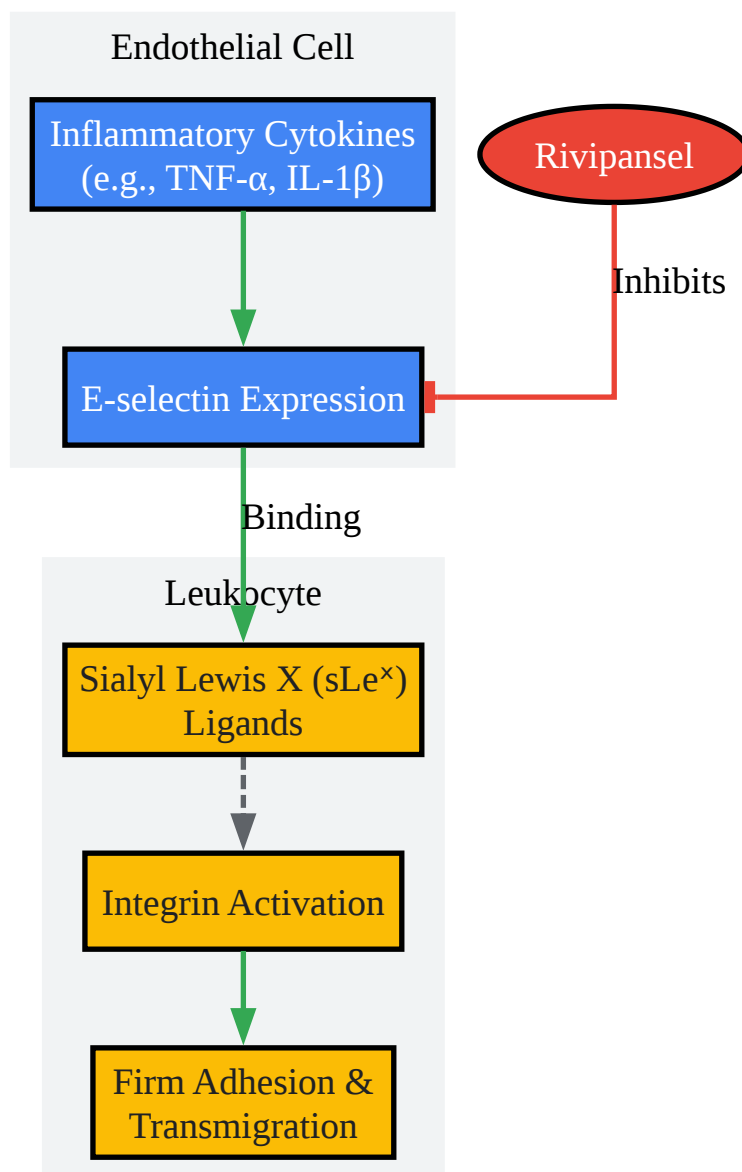 Endothelial Cell
Inflammatory Cytokines
(e.g., TNF-α, IL-1β)
Rivipansel
Inhibits
E-selectin Expression
Binding
Leukocyte
Sialyl Lewis X (sLeˣ)
Ligands
Integrin Activation
Firm Adhesion &
Transmigration